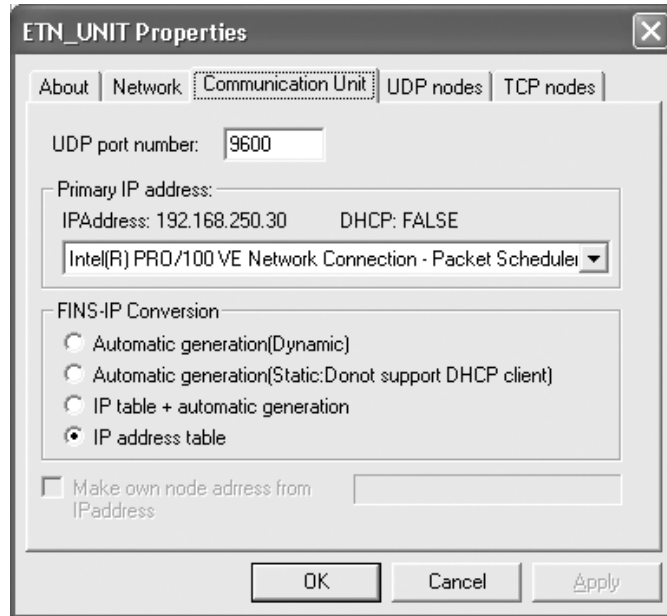 ETN_UNIT Properties
About Network Communication Unit UDP nodes TCP nodes
UDP port number: 9600
Primary IP address:
IPAddress: 192.168.250.30 DHCP: FALSE
Intel(R) PRO/100 VE Network Connection - Packet Scheduler
FINS-IP Conversion
Automatic generation(Dynamic)
Automatic generation(Static:Donot support DHCP client)
IP table + automatic generation
IP address table
Make own node adrress from
IPaddress
OK Cancel Apply